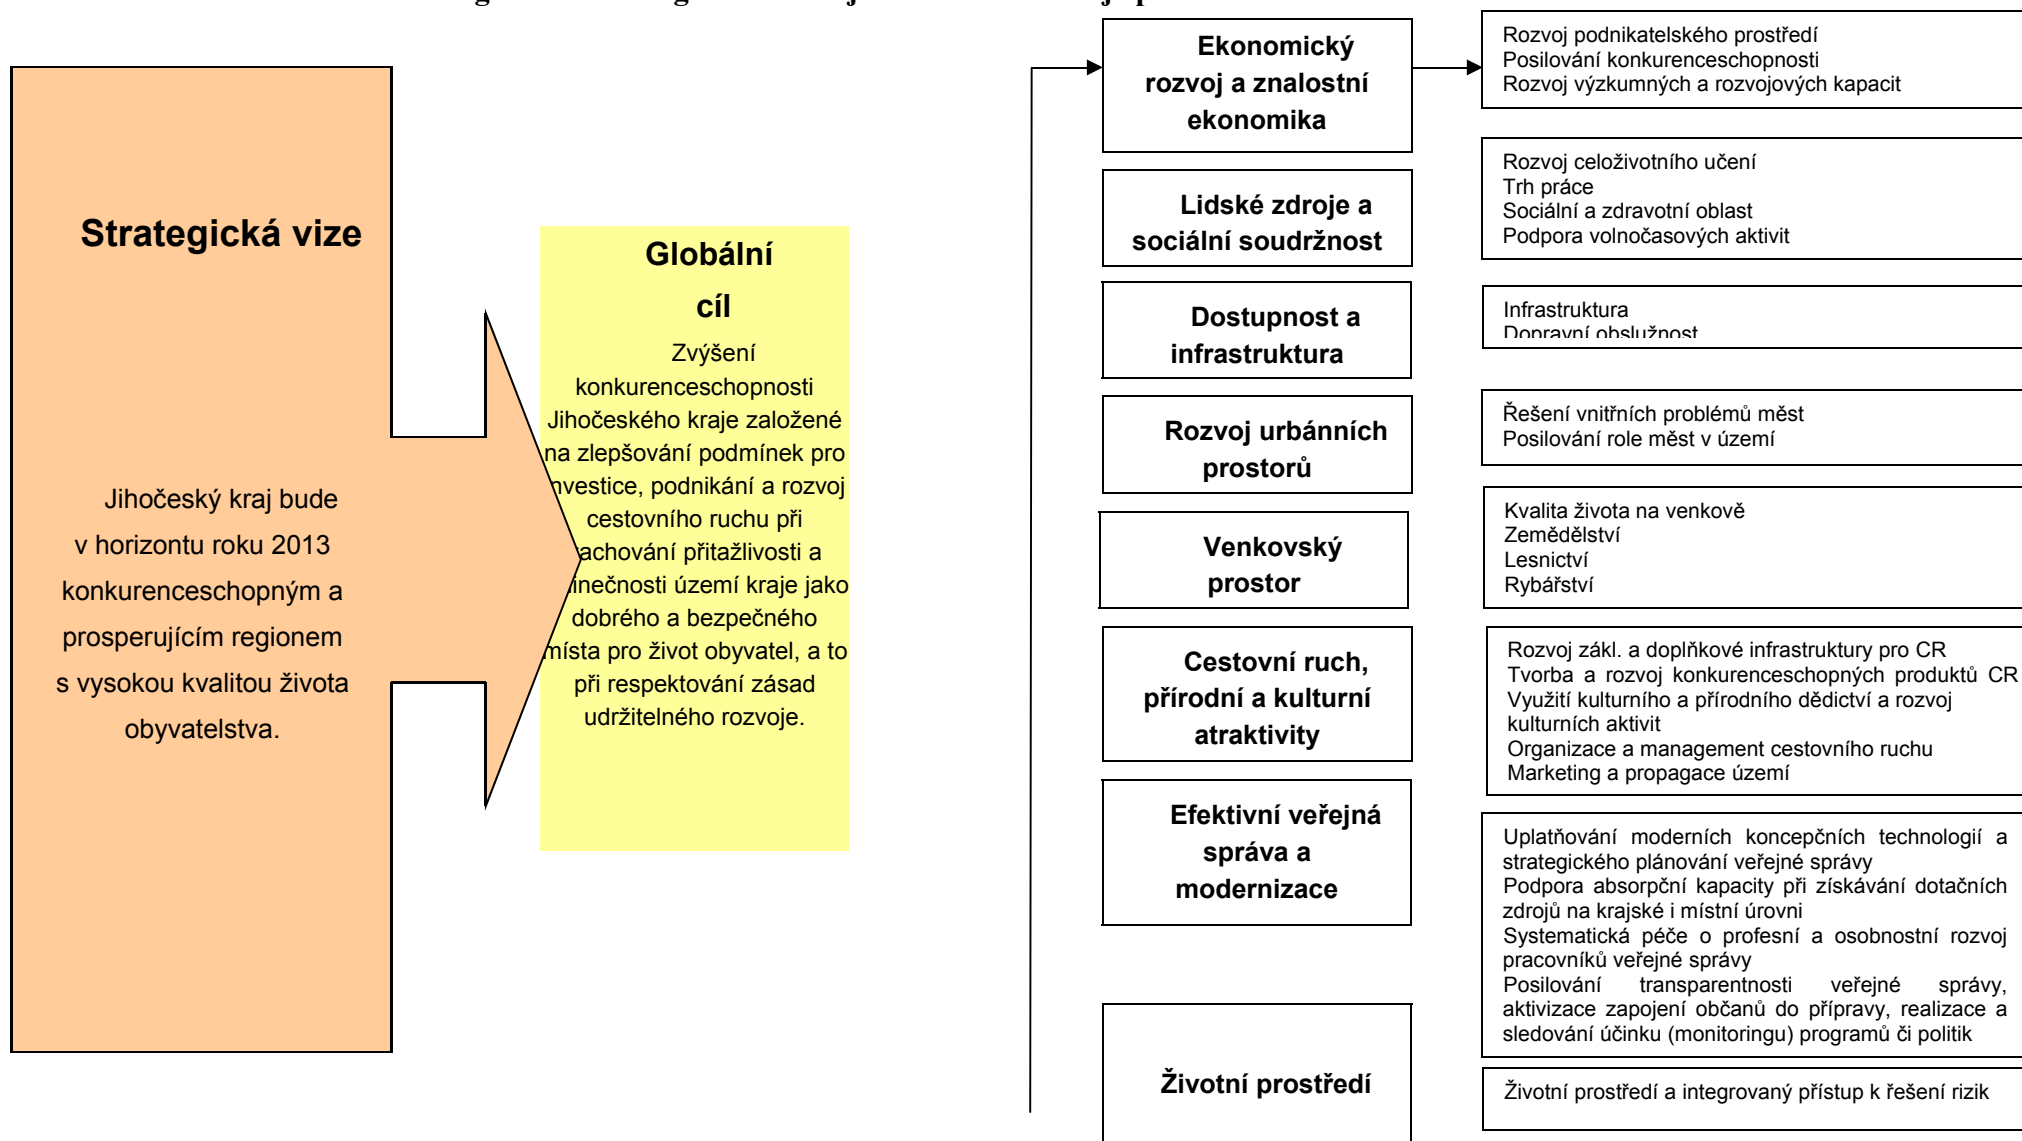 Strategická vize
Jihočeský kraj bude
v horizontu roku 2013
konkurenceschopným a
prosperujícím regionem
s vysokou kvalitou života
obyvatelstva.
Globální
cíl
Zvýšení
konkurenceschopnosti
Jihočeského kraje založené
na zlepšování podmínek pro
nvestice, podnikání a rozvoj
cestovního ruchu při
achování přitažlivosti a
inečnosti území kraje jako
dobrého a bezpečného
místa pro život obyvatel, a to
při respektování zásad
udržitelného rozvoje.
Ekonomický
rozvoj a znalostní
ekonomika
Rozvoj podnikatelského prostředí
Posilování konkurenceschopnosti
Rozvoj výzkumných a rozvojových kapacit
Lidské zdroje a
sociální soudržnost
Rozvoj celoživotního učení
Trh práce
Sociální a zdravotní oblast
Podpora volnočasových aktivit
Dostupnost a
infrastruktura
Infrastruktura
Dopravní obslužnost
Rozvoj urbánních
prostorů
Řešení vnitřních problémů měst
Posilování role měst v území
Venkovský
prostor
Kvalita života na venkově
Zemědělství
Lesnictví
Rybářství
Cestovní ruch,
přírodní a kulturní
atraktivity
Rozvoj zákl. a doplňkové infrastruktury pro CR
Tvorba a rozvoj konkurenceschopných produktů CR
Využití kulturního a přírodního dědictví a rozvoj
kulturních aktivit
Organizace a management cestovního ruchu
Marketing a propagace území
Efektivní veřejná
správa a
modernizace
Uplatňování moderních koncepčních technologií a
strategického plánování veřejné správy
Podpora absorpční kapacity při získávání dotačních
zdrojů na krajské i místní úrovni
Systematická péče o profesní a osobnostní rozvoj
pracovníků veřejné správy
Posilování transparentnosti veřejné správy,
aktivizace zapojení občanů do přípravy, realizace a
sledování účinku (monitoringu) programů či politik
Životní prostředí
Životní prostředí a integrovaný přístup k řešení rizik